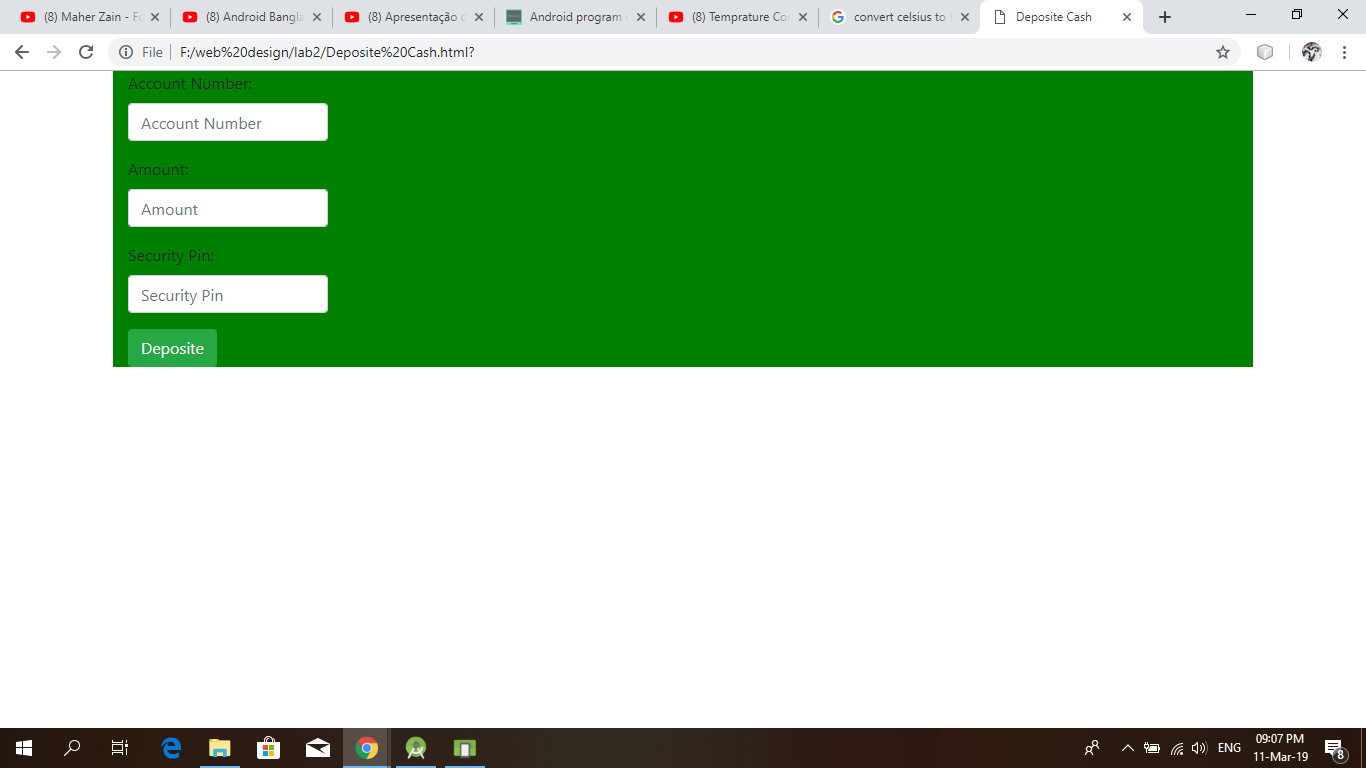 (8) Maher Zain - Fo
(8) Android Bangla
(8) Apresentação d
Android program
(8) Temprature Co
convert celsius to
Deposite Cash
File
F:/web%20design/lab2/Deposite%20Cash.html?
Account Number:
Account Number
Amount:
Amount
Security Pin:
Security Pin
Deposite
ENG
09:07 PM
11-Mar-19
8